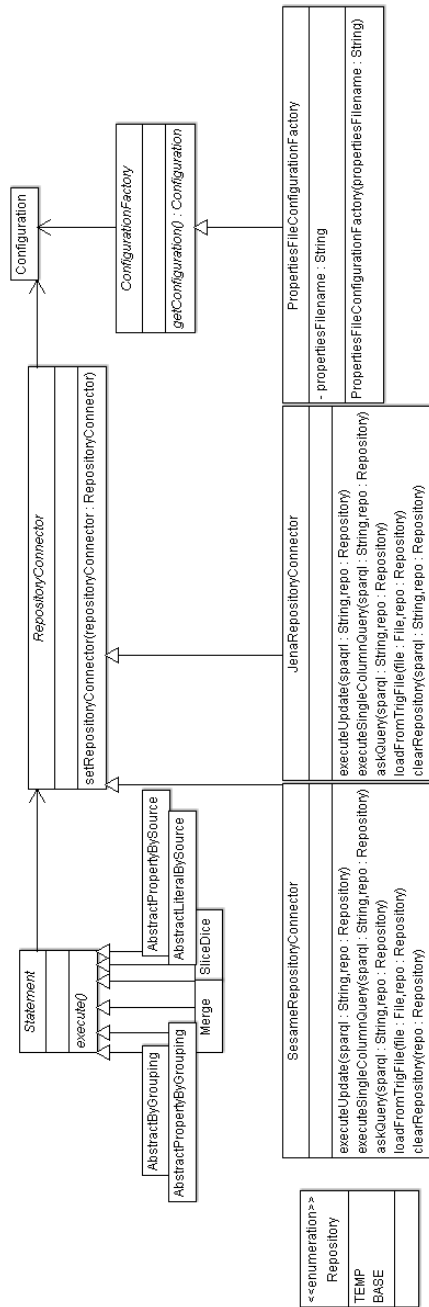 Statement
execute()
AbstractByGrouping
AbstractPropertyByGrouping
Merge
SliceDice
AbstractLiteralBySource
AbstractPropertyBySource
RepositoryConnector
setRepositoryConnector(repositoryConnector : RepositoryConnector)
Configuration
ConfigurationFactory
getConfiguration() : Configuration
<<enumeration>>
Repository
TEMP
BASE
SesameRepositoryConnector
executeUpdate(sparql : String,repo : Repository)
executeSingleColumnQuery(sparql : String,repo : Repository)
askQuery(sparql : String,repo : Repository)
loadFromTrigFile(file : File,repo : Repository)
clearRepository(repo : Repository)
JenaRepositoryConnector
executeUpdate(spaqrl : String,repo : Repository)
executeSingleColumnQuery(sparql : String,repo : Repository)
askQuery(sparql : String,repo : Repository)
loadFromTrigFile(file : File,repo : Repository)
clearRepository(sparql : String,repo : Repository)
PropertiesFileConfigurationFactory
- propertiesFilename : String
PropertiesFileConfigurationFactory(propertiesFilename : String)